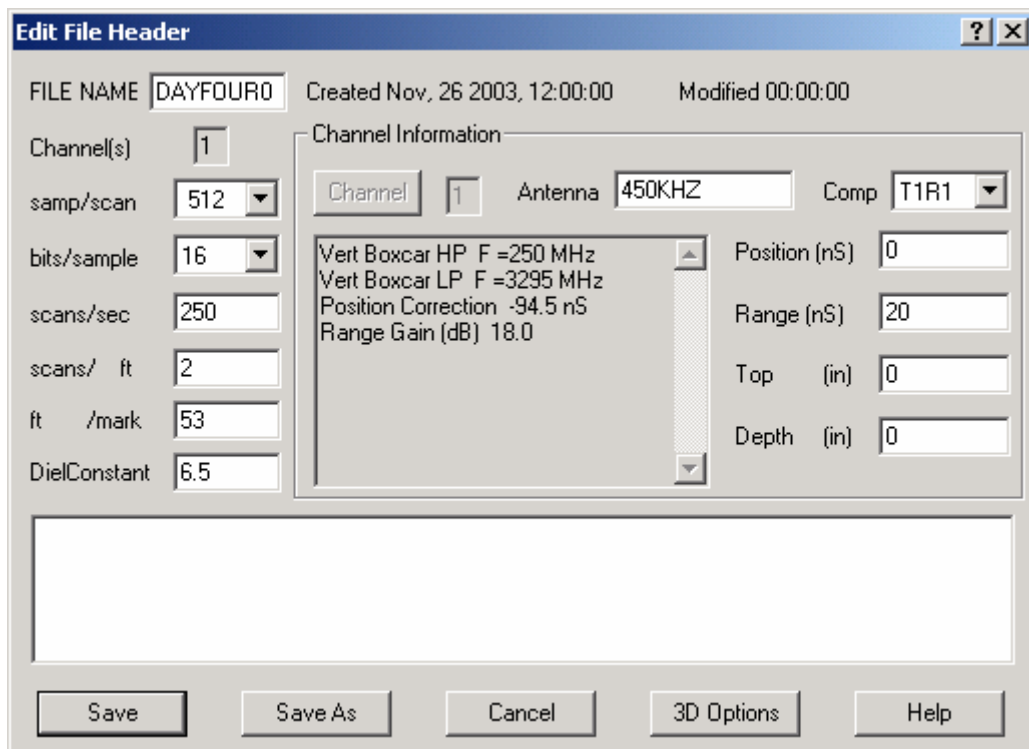 Edit File Header
FILE NAME DAYFOUR0 Created Nov, 26 2003, 12:00:00 Modified 00:00:00
Channel(s) 1
samp/scan 512
bits/sample 16
scans/sec 250
scans/ ft 2
ft /mark 53
DielConstant 6.5
Channel Information
Channel 1 Antenna 450KHZ Comp T1R1
Vert Boxcar HP F =250 MHz
Vert Boxcar LP F =3295 MHz
Position Correction -94.5 nS
Range Gain (dB) 18.0
Position (nS) 0
Range (nS) 20
Top (in) 0
Depth (in) 0
Save Save As Cancel 3D Options Help